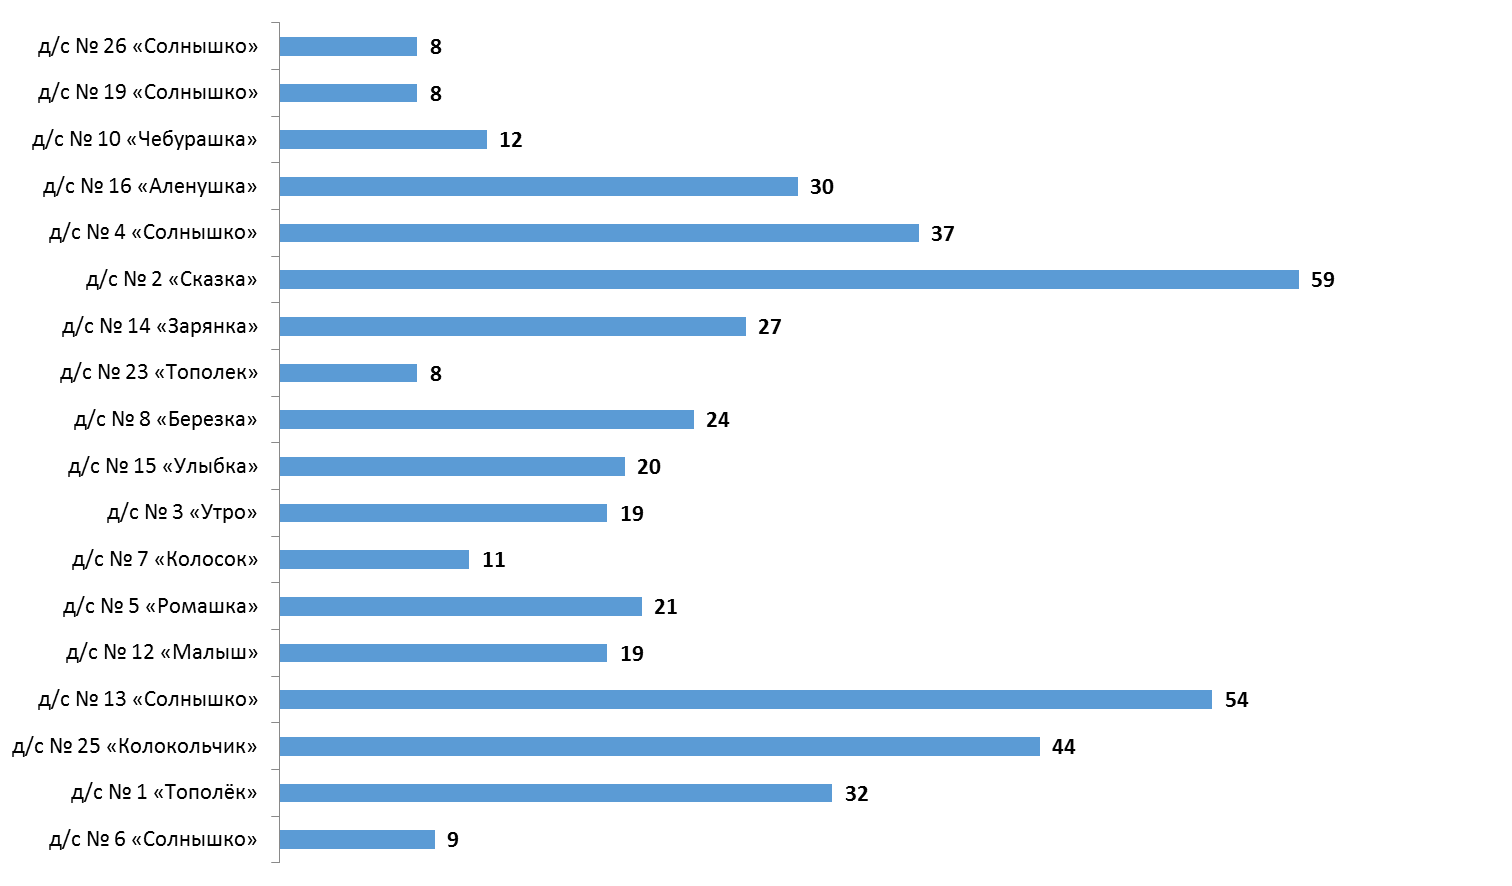 д/с № 26 «Солнышко» 8
д/с № 19 «Солнышко» 8
д/с № 10 «Чебурашка» 12
д/с № 16 «Аленушка» 30
д/с № 4 «Солнышко» 37
д/с № 2 «Сказка» 59
д/с № 14 «Зарянка» 27
д/с № 23 «Тополек» 8
д/с № 8 «Березка» 24
д/с № 15 «Улыбка» 20
д/с № 3 «Утро» 19
д/с № 7 «Колосок» 11
д/с № 5 «Ромашка» 21
д/с № 12 «Малыш» 19
д/с № 13 «Солнышко» 54
д/с № 25 «Колокольчик» 44
д/с № 1 «Тополёк» 32
д/с № 6 «Солнышко» 9